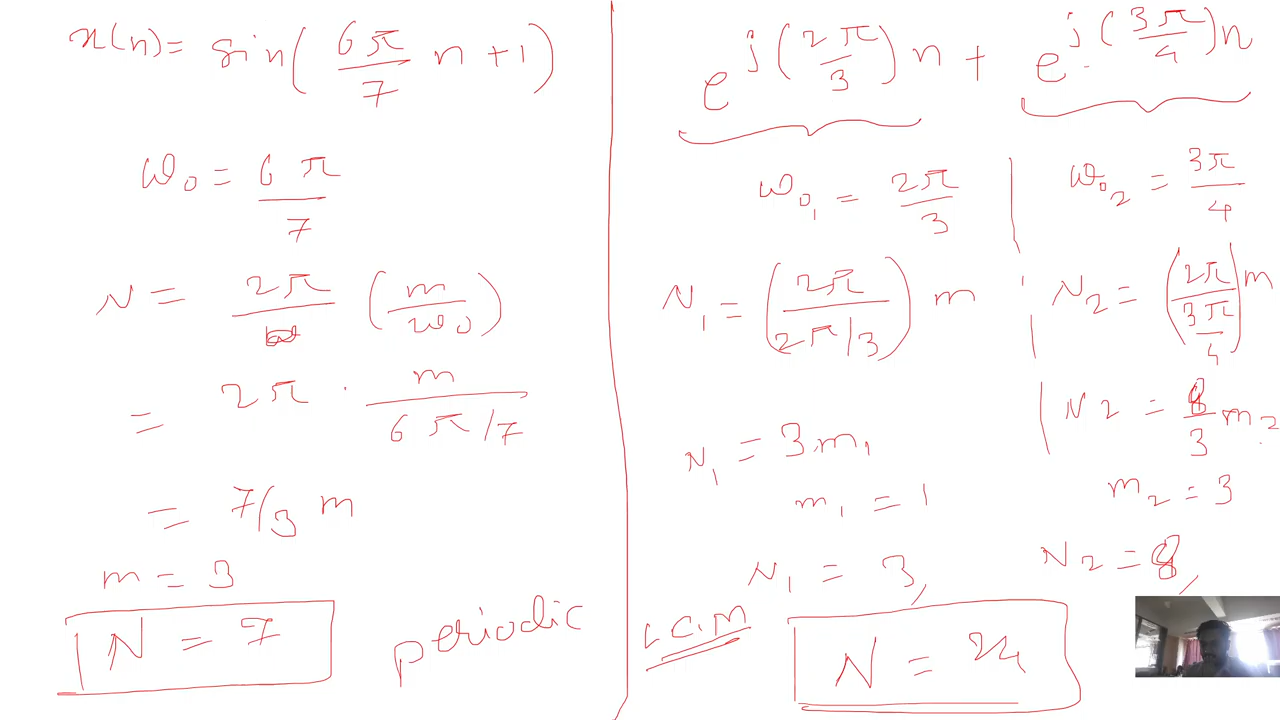 x(n) = sin(6π/7 n + 1)
ω₀ = 6π/7
N = 2π (m/ω₀)
= 2π · m/(6π/7)
= 7/3 m
m = 3
N = 7
periodic
e^{j(2π/3)n} + e^{j(3π/4)n}
ω₀₁ = 2π/3
N₁ = (2π/(2π/3)) m
N₁ = 3m₁
m₁ = 1
N₁ = 3,
ω₀₂ = 3π/4
N2 = (2π/(3π/4)) m
N2 = 8/3 m₂
m₂ = 3
N2 = 8,
L.C.M
N = 24